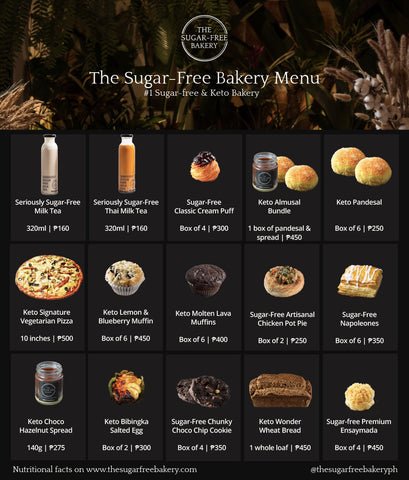 THE
SUGAR-FREE
BAKERY
The Sugar-Free Bakery Menu
#1 Sugar-free & Keto Bakery
Seriously Sugar-Free
Milk Tea
320ml | ₱160
Seriously Sugar-Free
Thai Milk Tea
320ml | ₱160
Sugar-Free
Classic Cream Puff
Box of 4 | ₱300
Keto Almusal
Bundle
1 box of pandesal &
spread | ₱450
Keto Pandesal
Box of 6 | ₱250
Keto Signature
Vegetarian Pizza
10 inches | ₱500
Keto Lemon &
Blueberry Muffin
Box of 6 | ₱450
Keto Molten Lava
Muffins
Box of 6 | ₱400
Sugar-Free Artisanal
Chicken Pot Pie
Box of 2 | ₱250
Sugar-Free
Napoleones
Box of 6 | ₱350
Keto Choco
Hazelnut Spread
140g | ₱275
Keto Bibingka
Salted Egg
Box of 2 | ₱300
Sugar-Free Chunky
Choco Chip Cookie
Box of 4 | ₱350
Keto Wonder
Wheat Bread
1 whole loaf | ₱450
Sugar-free Premium
Ensaymada
Box of 4 | ₱450
Nutritional facts on www.thesugarfreebakery.com
@thesugarfreebakeryph